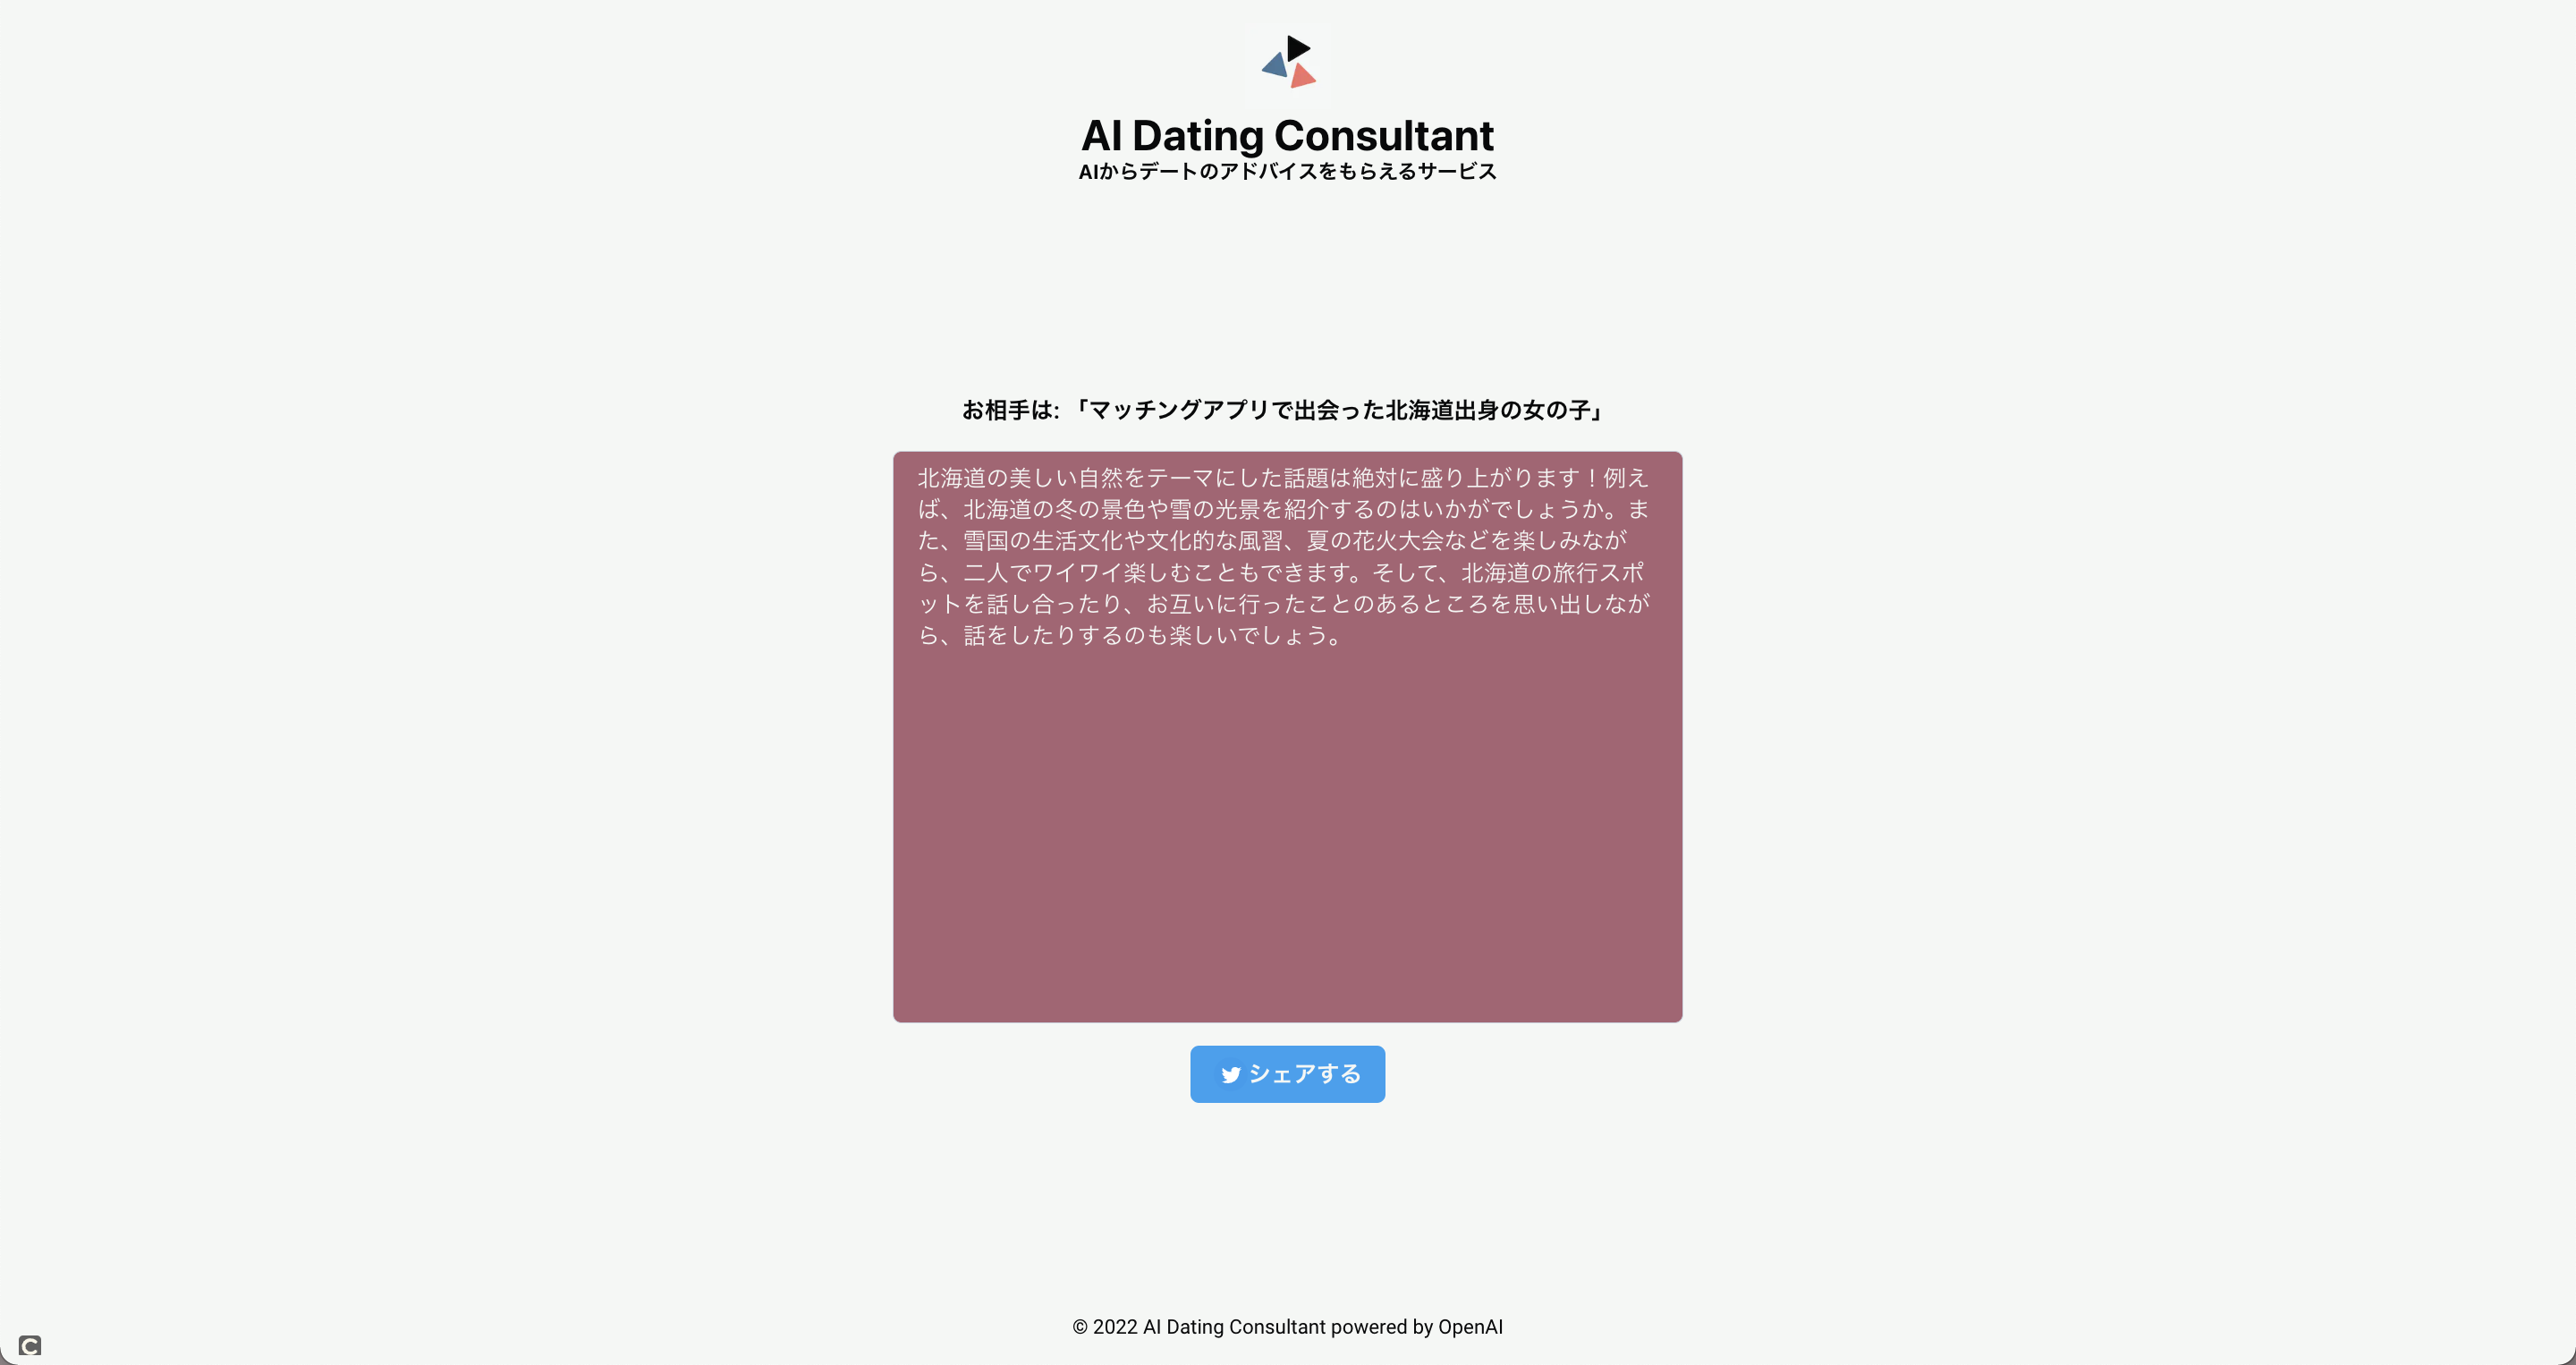 AI Dating Consultant
AIからデートのアドバイスをもらえるサービス
お相手は: 「マッチングアプリで出会った北海道出身の女の子」
北海道の美しい自然をテーマにした話題は絶対に盛り上がります！例え
ば、北海道の冬の景色や雪の光景を紹介するのはいかがでしょうか。ま
た、雪国の生活文化や文化的な風習、夏の花火大会などを楽しみなが
ら、二人でワイワイ楽しむこともできます。そして、北海道の旅行スポ
ットを話し合ったり、お互いに行ったことのあるところを思い出しなが
ら、話をしたりするのも楽しいでしょう。
シェアする
© 2022 AI Dating Consultant powered by OpenAI
C